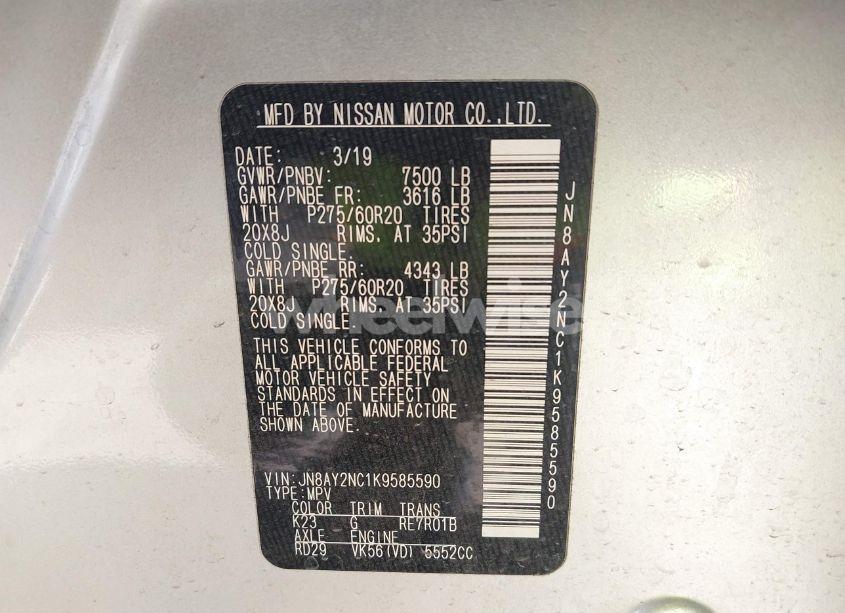 MFD BY NISSAN MOTOR CO.,LTD.
DATE: 3/19
GVWR/PNBV: 7500 LB
GAWR/PNBE FR: 3616 LB
WITH P275/60R20 TIRES
20X8J RIMS, AT 35PSI
COLD SINGLE.
GAWR/PNBE RR: 4343 LB
WITH P275/60R20 TIRES
20X8J RIMS, AT 35PSI
COLD SINGLE.
THIS VEHICLE CONFORMS TO
ALL APPLICABLE FEDERAL
MOTOR VEHICLE SAFETY
STANDARDS IN EFFECT ON
THE DATE OF MANUFACTURE
SHOWN ABOVE.
VIN:JN8AY2NC1K9585590
TYPE:MPV
COLOR TRIM TRANS
K23 G RE7R01B
AXLE ENGINE
RD29 VK56(VD) 5552CC
JN8AY2NC1K9585590
wheelwise